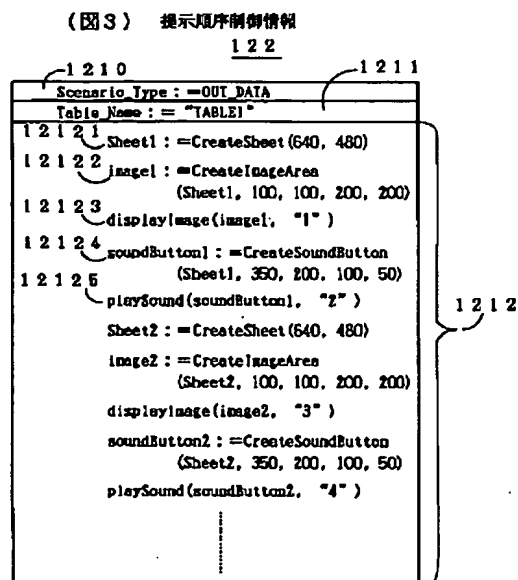 (図3) 提示順序制御情報
122
1210
1211
Scenario_Type:=OUT_DATA
Table_Name:= "TABLE1"
12121
Sheet1:=CreateSheet(640, 480)
12122
image1:=CreateImageArea
(Sheet1, 100, 100, 200, 200)
12123
displayImage(image1, "1")
12124
soundButton1:=CreateSoundButton
(Sheet1, 350, 200, 100, 50)
12125
playSound(soundButton1, "2")
1212
Sheet2:=CreateSheet(640, 480)
image2:=CreateImageArea
(Sheet2, 100, 100, 200, 200)
displayImage(image2, "3")
soundButton2:=CreateSoundButton
(Sheet2, 350, 200, 100, 50)
playSound(soundButton2, "4")